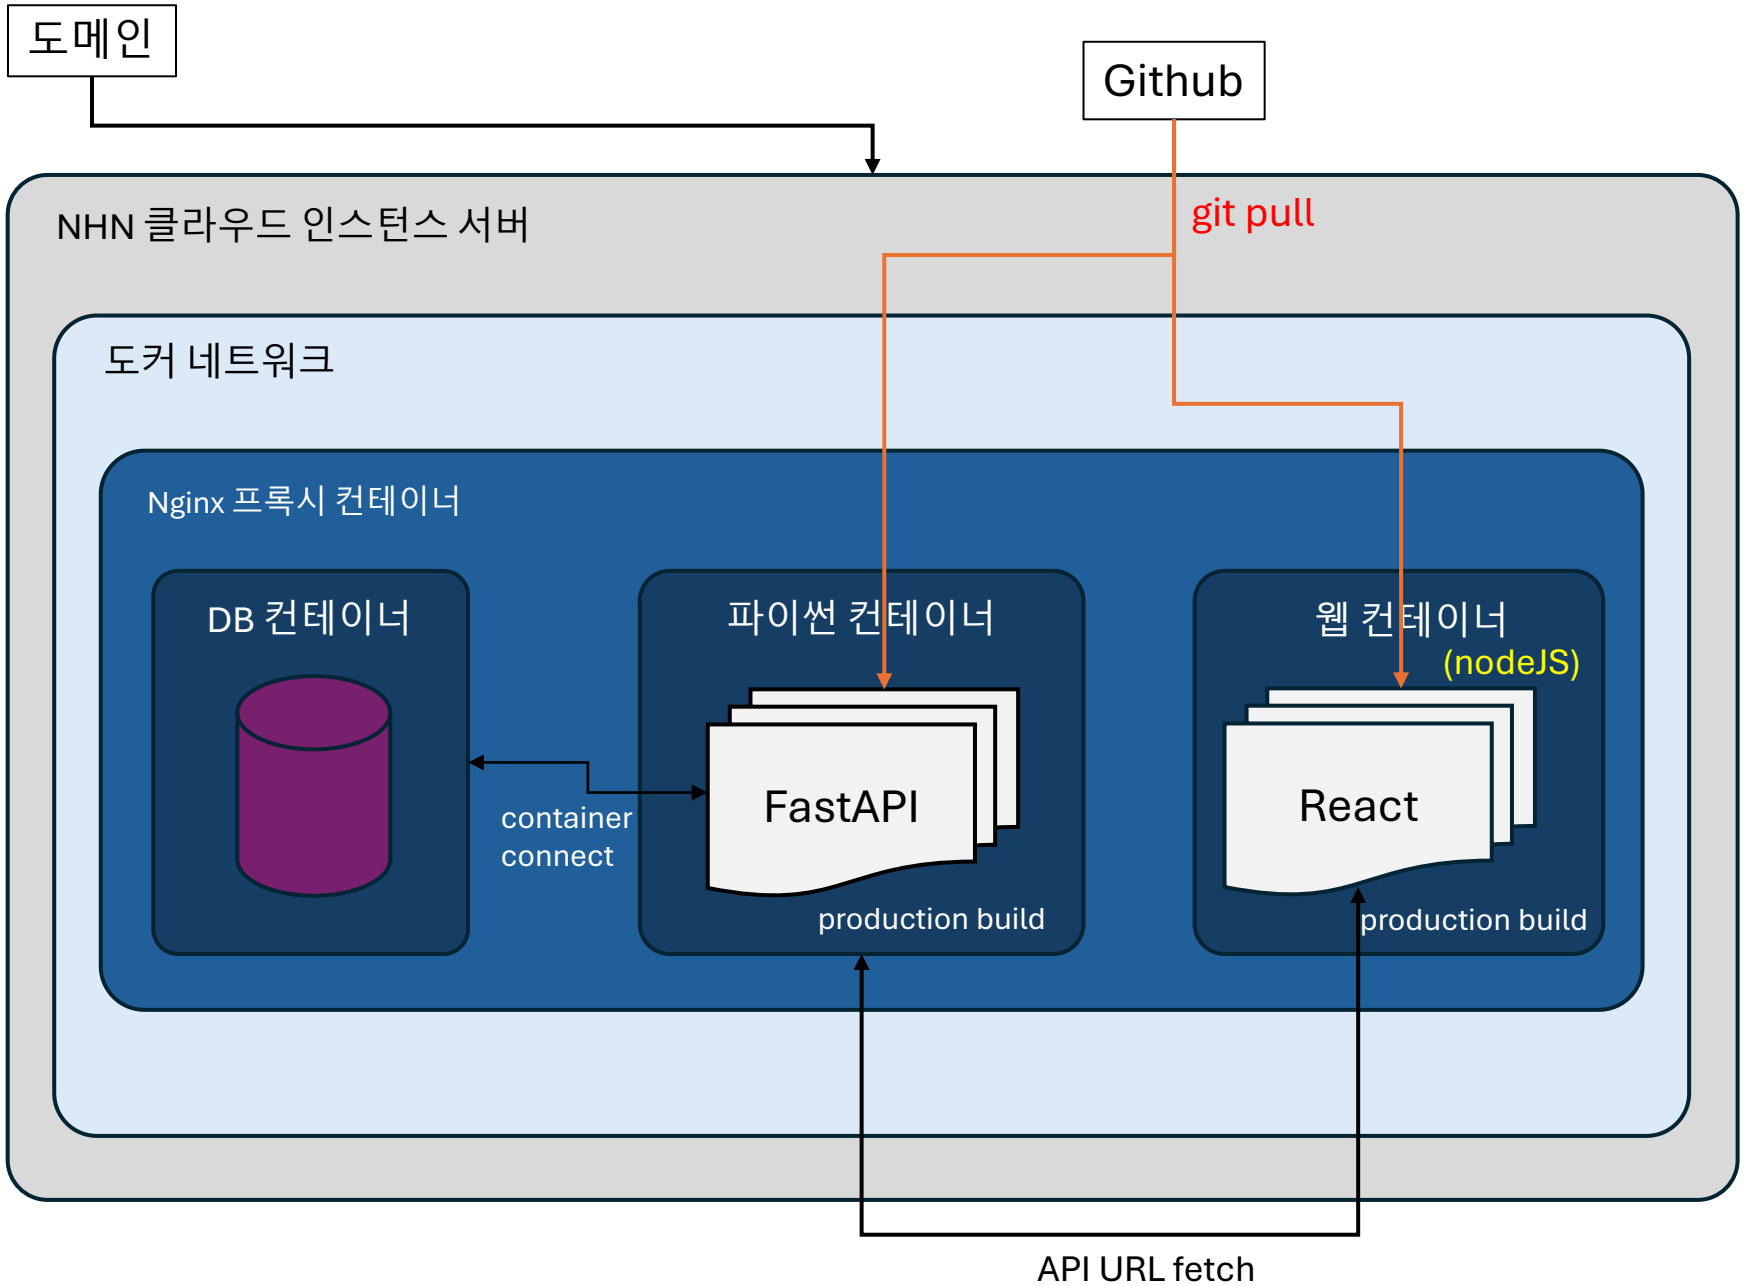 도메인
Github
git pull
NHN 클라우드 인스턴스 서버
도커 네트워크
Nginx 프록시 컨테이너
DB 컨테이너
파이썬 컨테이너
웹 컨테이너
(nodeJS)
container
connect
FastAPI
React
production build
production build
API URL fetch